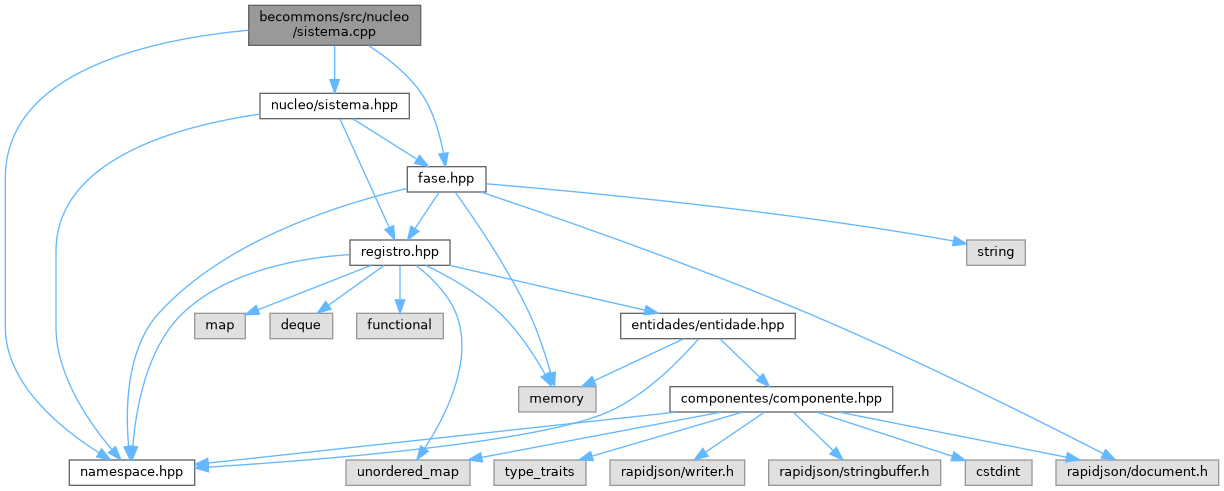 becommons/src/nucleo
/sistema.cpp
nucleo/sistema.hpp
fase.hpp
registro.hpp
string
map
deque
functional
entidades/entidade.hpp
memory
componentes/componente.hpp
namespace.hpp
unordered_map
type_traits
rapidjson/writer.h
rapidjson/stringbuffer.h
cstdint
rapidjson/document.h